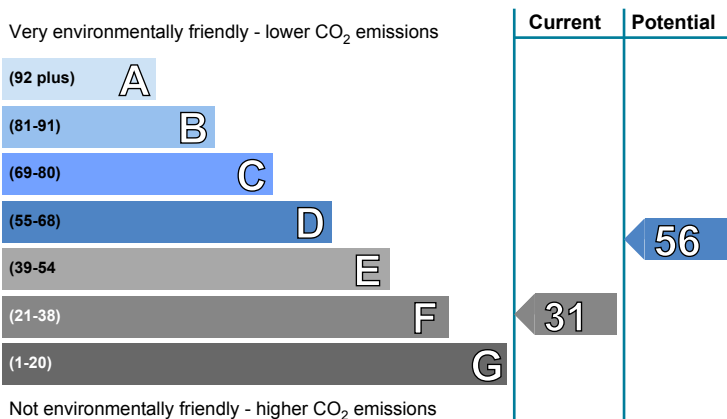 Very environmentally friendly - lower CO₂ emissions
Current
Potential
(92 plus) A
(81-91) B
(69-80) C
(55-68) D
56
(39-54 E
(21-38) F
31
(1-20) G
Not environmentally friendly - higher CO₂ emissions